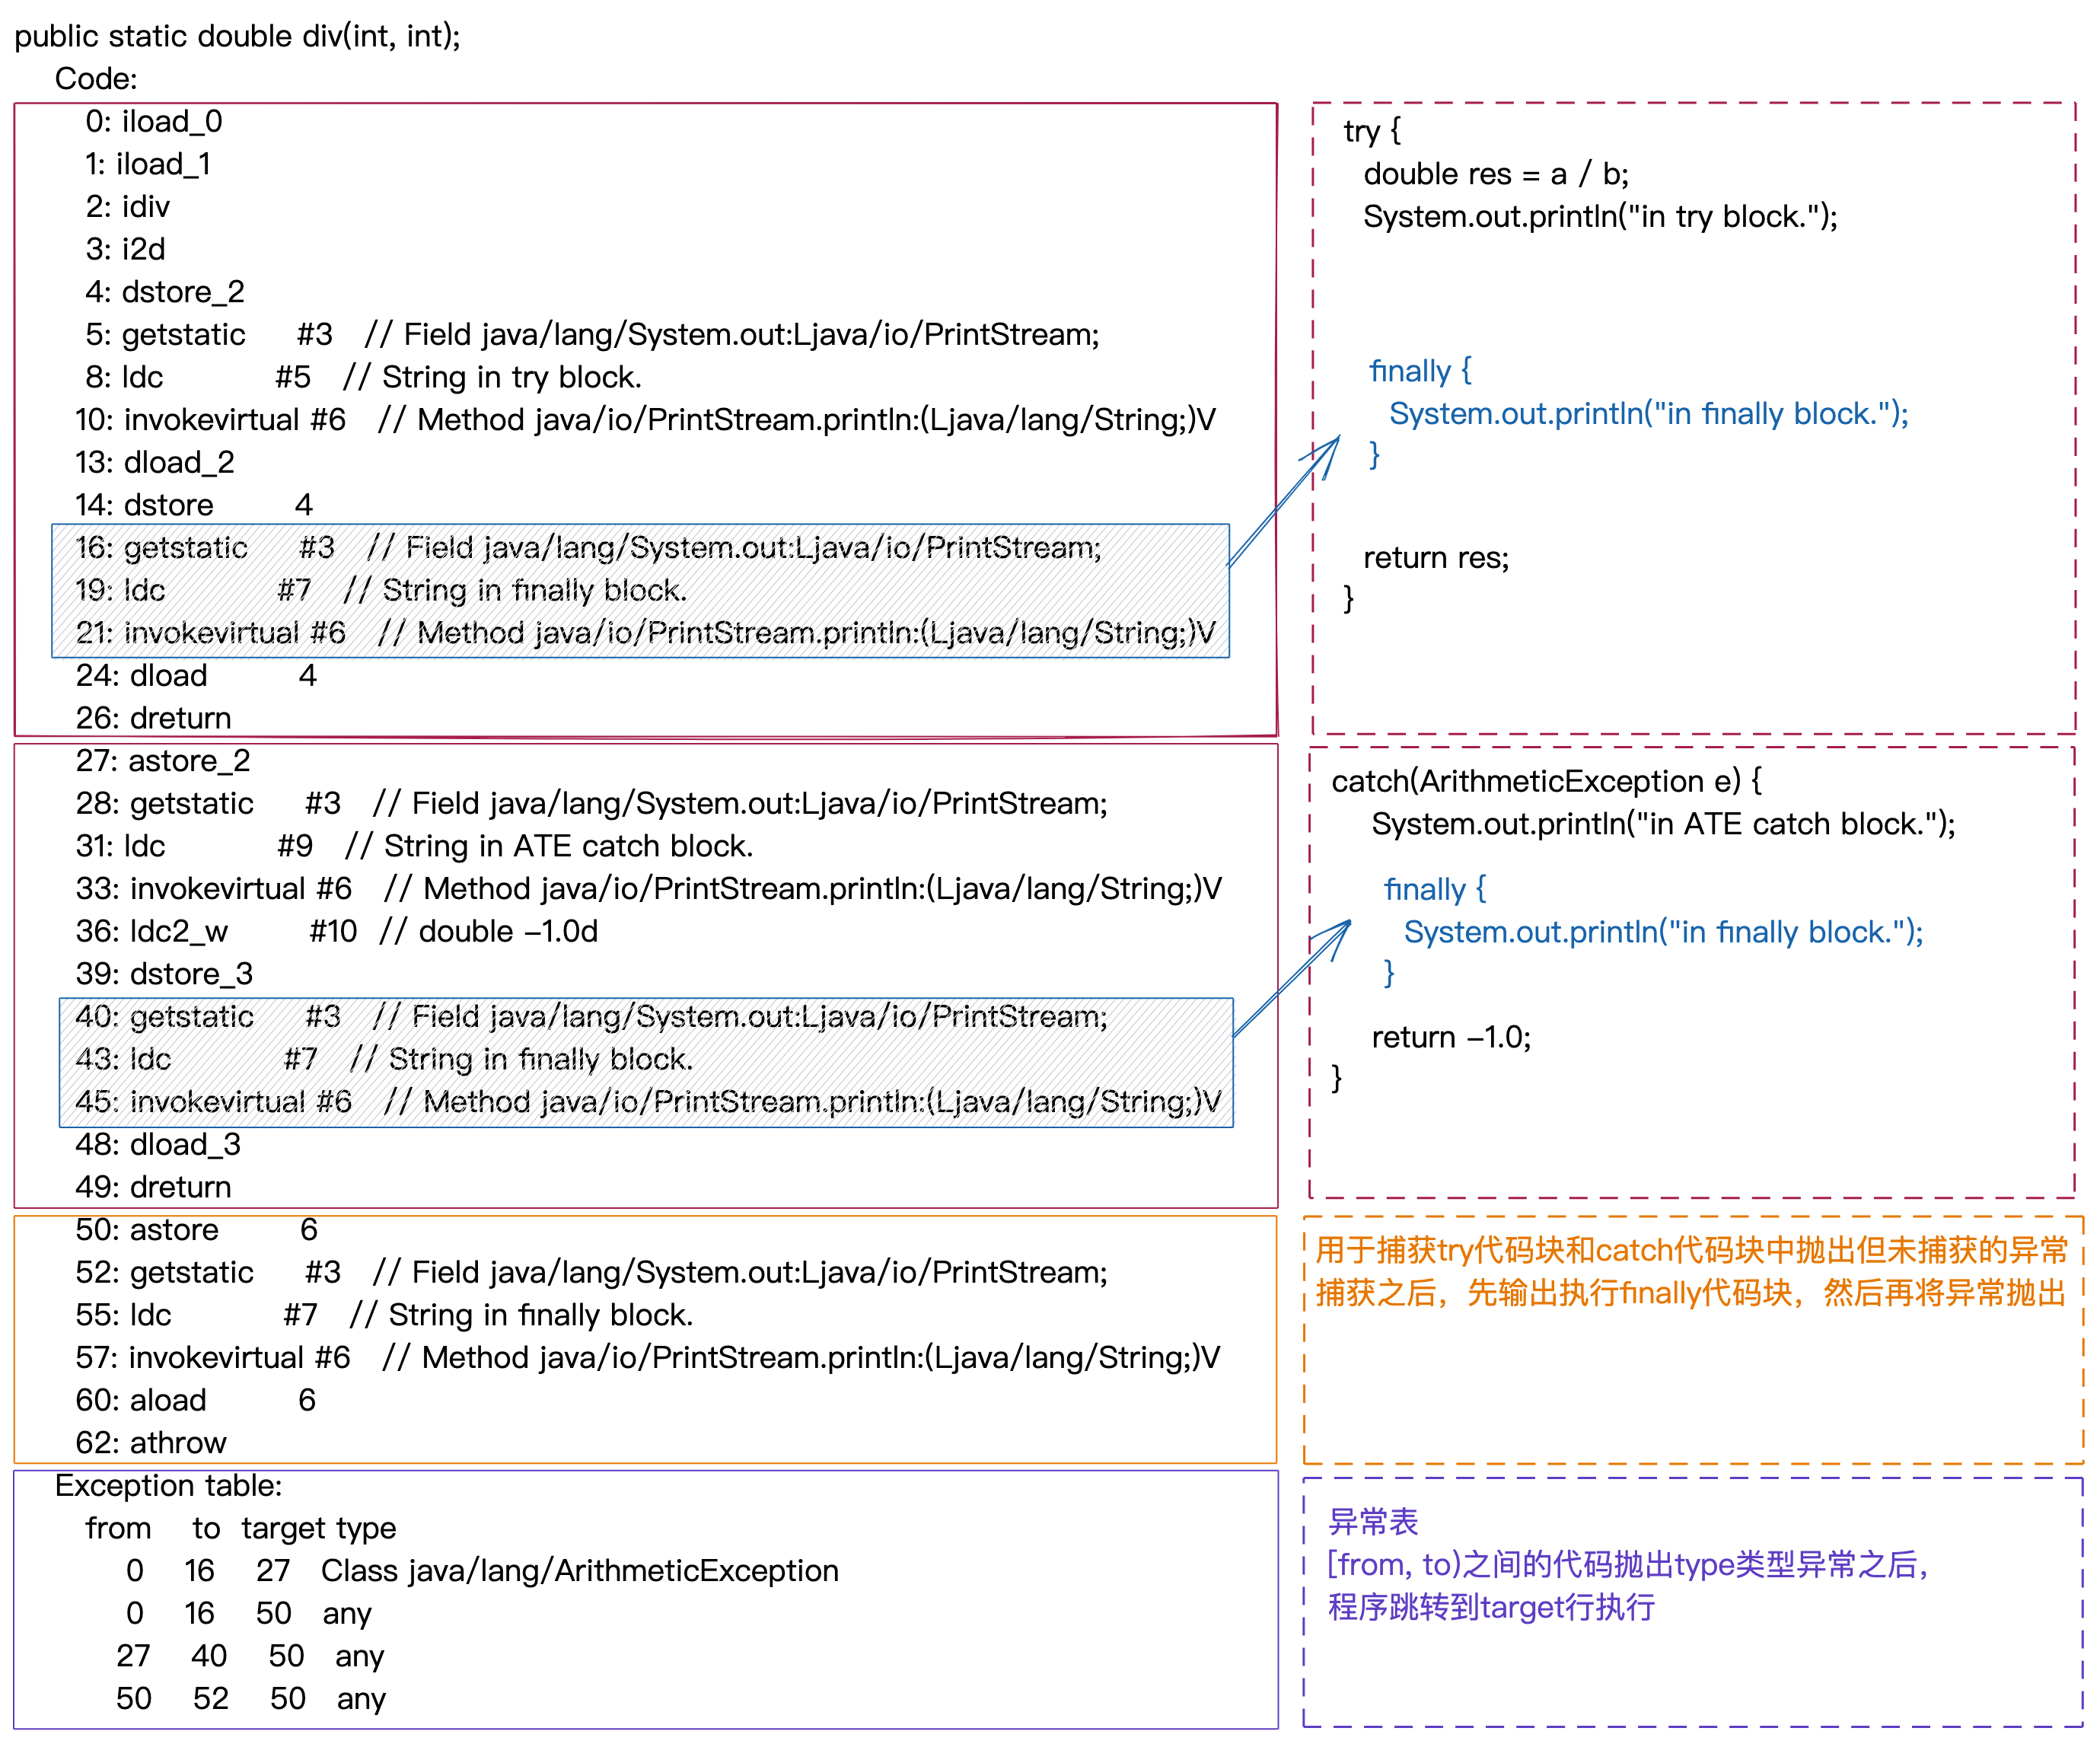 public static double div(int, int);
Code:
0: iload_0
1: iload_1
2: idiv
3: i2d
4: dstore_2
5: getstatic #3 // Field java/lang/System.out:Ljava/io/PrintStream;
8: ldc #5 // String in try block.
10: invokevirtual #6 // Method java/io/PrintStream.println:(Ljava/lang/String;)V
13: dload_2
14: dstore 4
16: getstatic #3 // Field java/lang/System.out:Ljava/io/PrintStream;
19: ldc #7 // String in finally block.
21: invokevirtual #6 // Method java/io/PrintStream.println:(Ljava/lang/String;)V
24: dload 4
26: dreturn
try {
double res = a / b;
System.out.println("in try block.");
finally {
System.out.println("in finally block.");
}
return res;
}
27: astore_2
28: getstatic #3 // Field java/lang/System.out:Ljava/io/PrintStream;
31: ldc #9 // String in ATE catch block.
33: invokevirtual #6 // Method java/io/PrintStream.println:(Ljava/lang/String;)V
36: ldc2_w #10 // double –1.0d
39: dstore_3
40: getstatic #3 // Field java/lang/System.out:Ljava/io/PrintStream;
43: ldc #7 // String in finally block.
45: invokevirtual #6 // Method java/io/PrintStream.println:(Ljava/lang/String;)V
48: dload_3
49: dreturn
catch(ArithmeticException e) {
System.out.println("in ATE catch block.");
finally {
System.out.println("in finally block.");
}
return –1.0;
}
50: astore 6
52: getstatic #3 // Field java/lang/System.out:Ljava/io/PrintStream;
55: ldc #7 // String in finally block.
57: invokevirtual #6 // Method java/io/PrintStream.println:(Ljava/lang/String;)V
60: aload 6
62: athrow
用于捕获try代码块和catch代码块中抛出但未捕获的异常
捕获之后，先输出执行finally代码块，然后再将异常抛出
Exception table:
from to target type
0 16 27 Class java/lang/ArithmeticException
0 16 50 any
27 40 50 any
50 52 50 any
异常表
[from, to)之间的代码抛出type类型异常之后，
程序跳转到target行执行